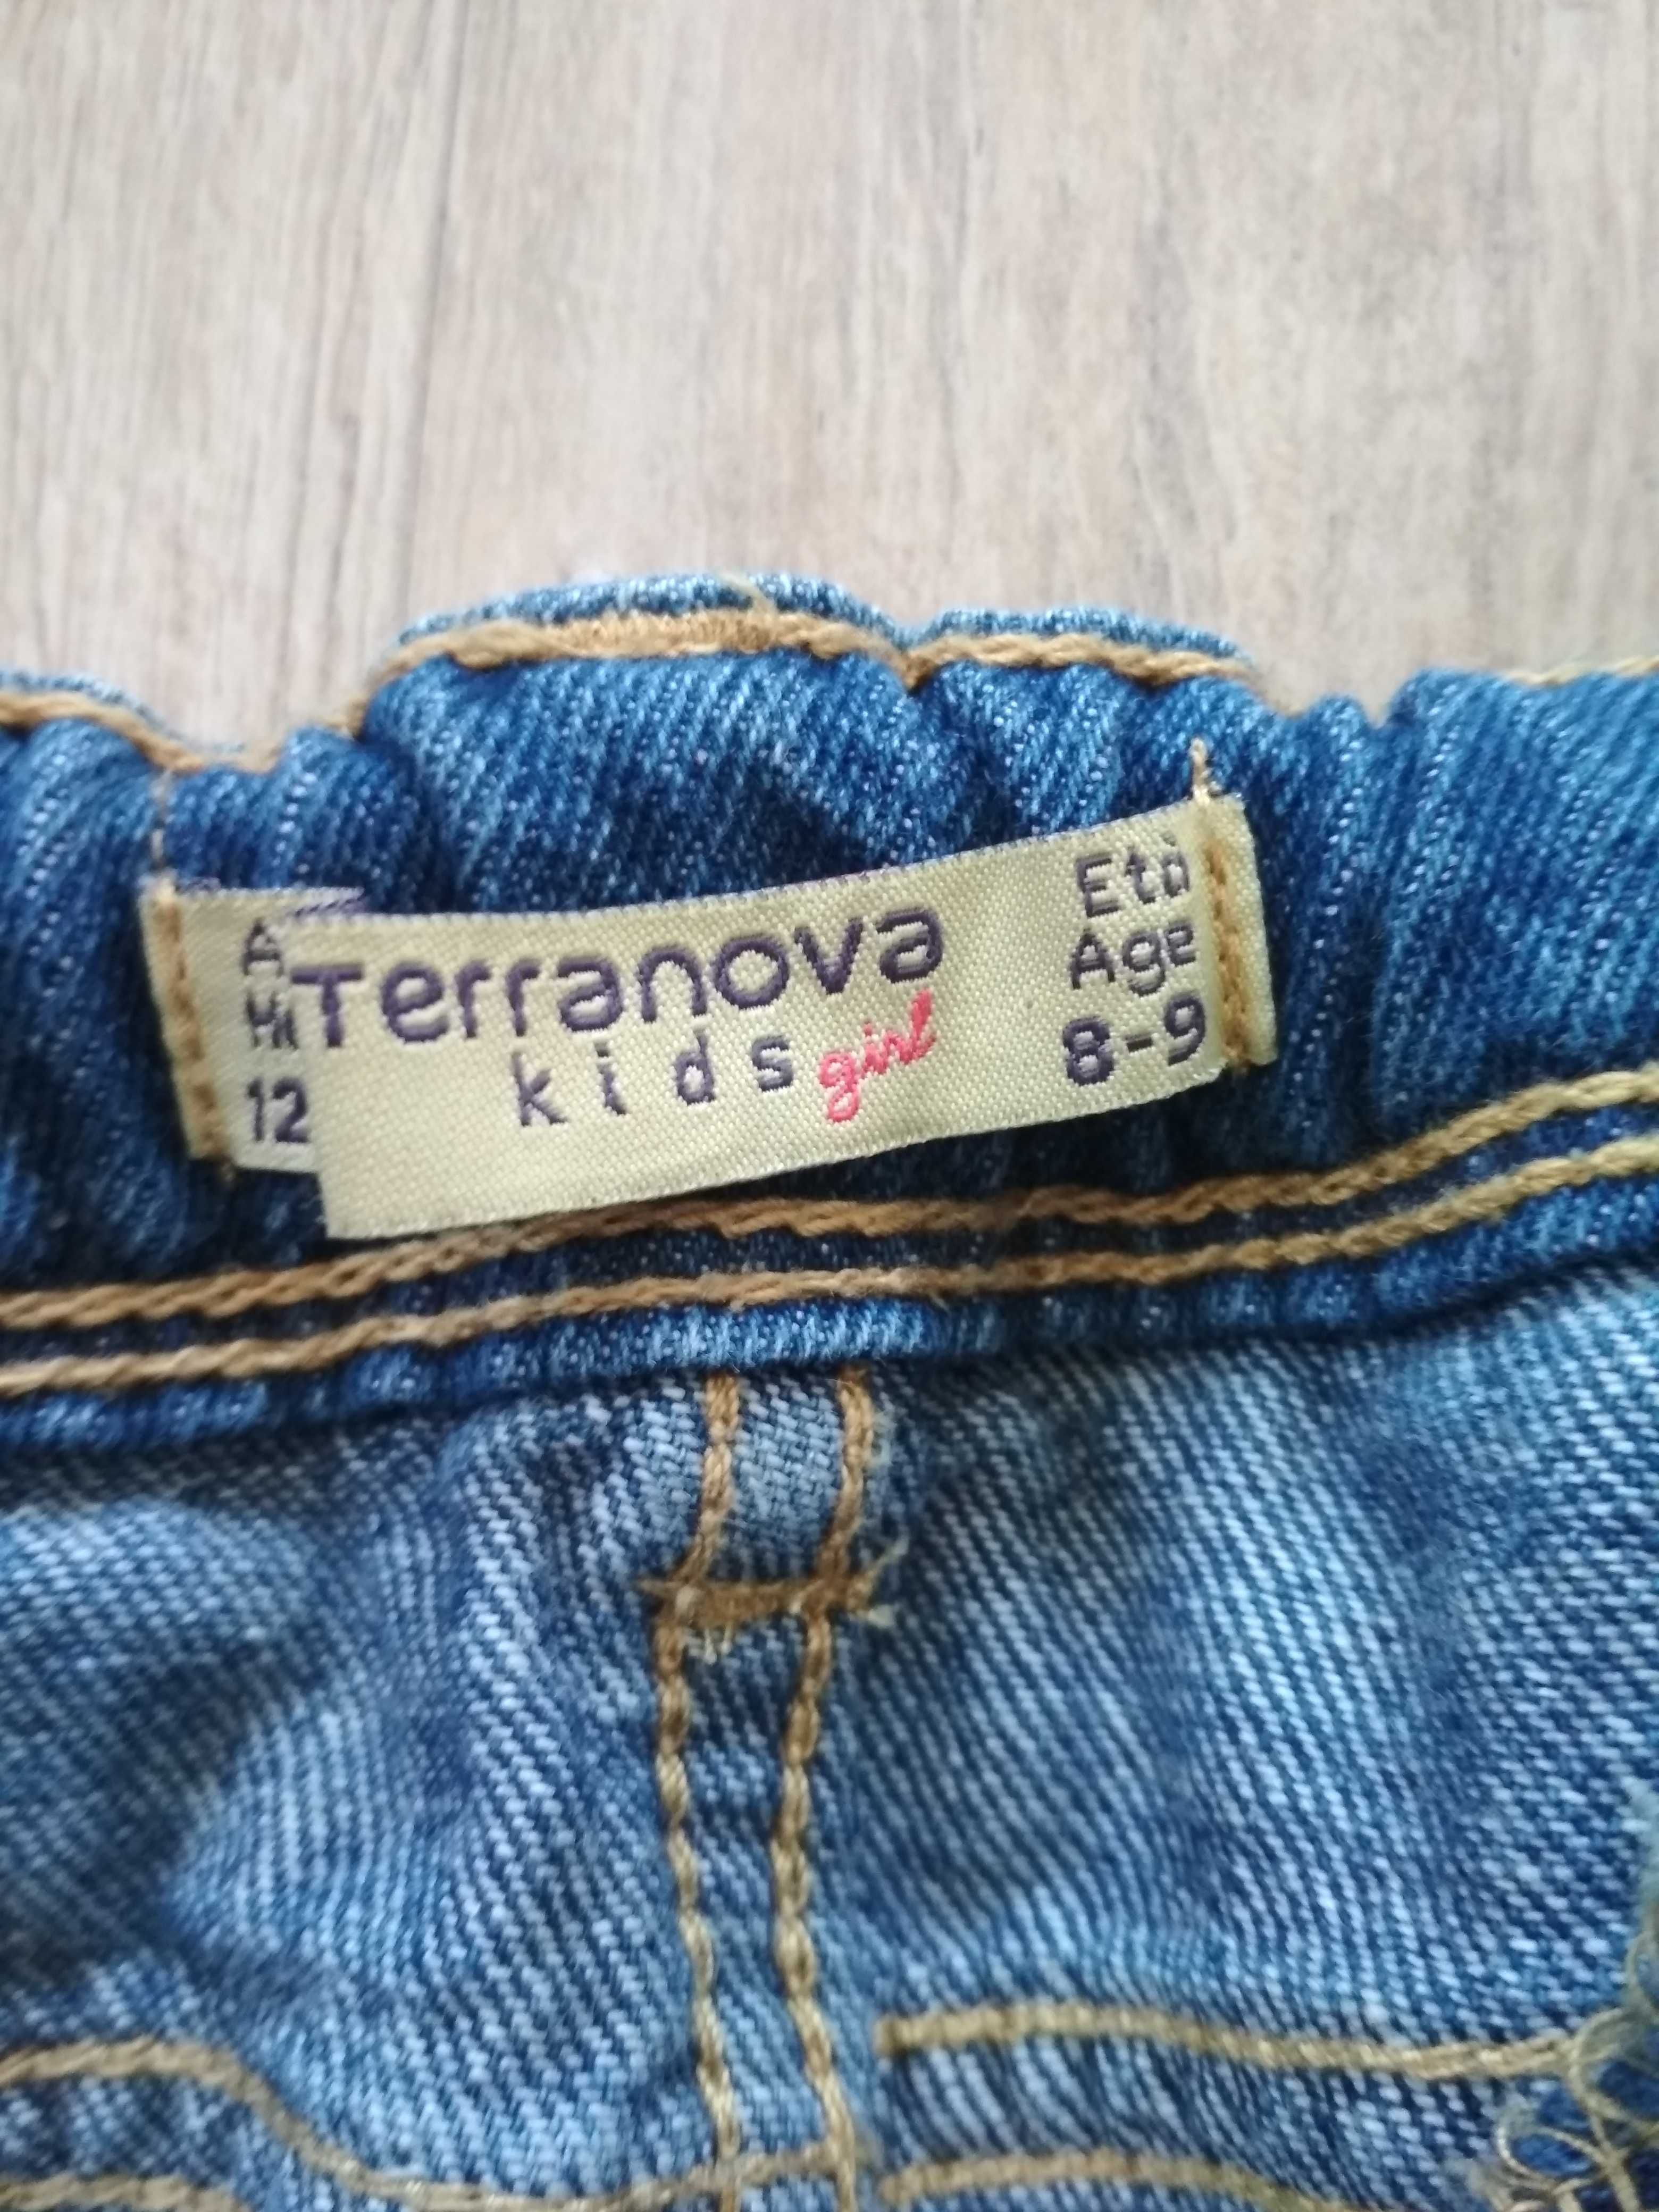 Terranova
kids girl
Età
Age
8-9
12